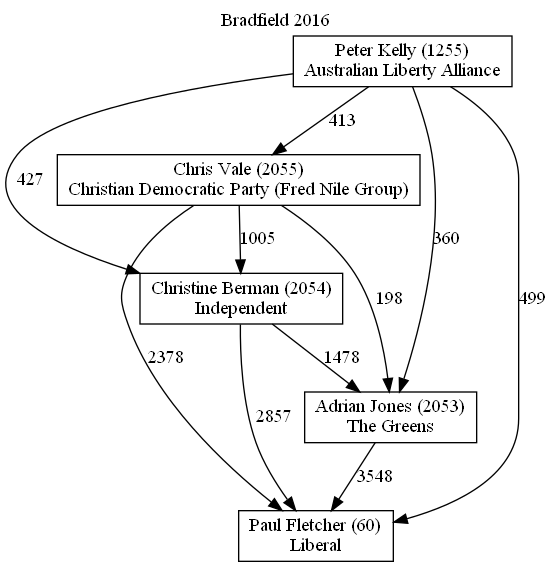 Bradfield 2016
Peter Kelly (1255)
Australian Liberty Alliance
413
427
Chris Vale (2055)
Christian Democratic Party (Fred Nile Group)
1005
360
Christine Berman (2054)
Independent
198
499
2378
1478
Adrian Jones (2053)
The Greens
2857
3548
Paul Fletcher (60)
Liberal